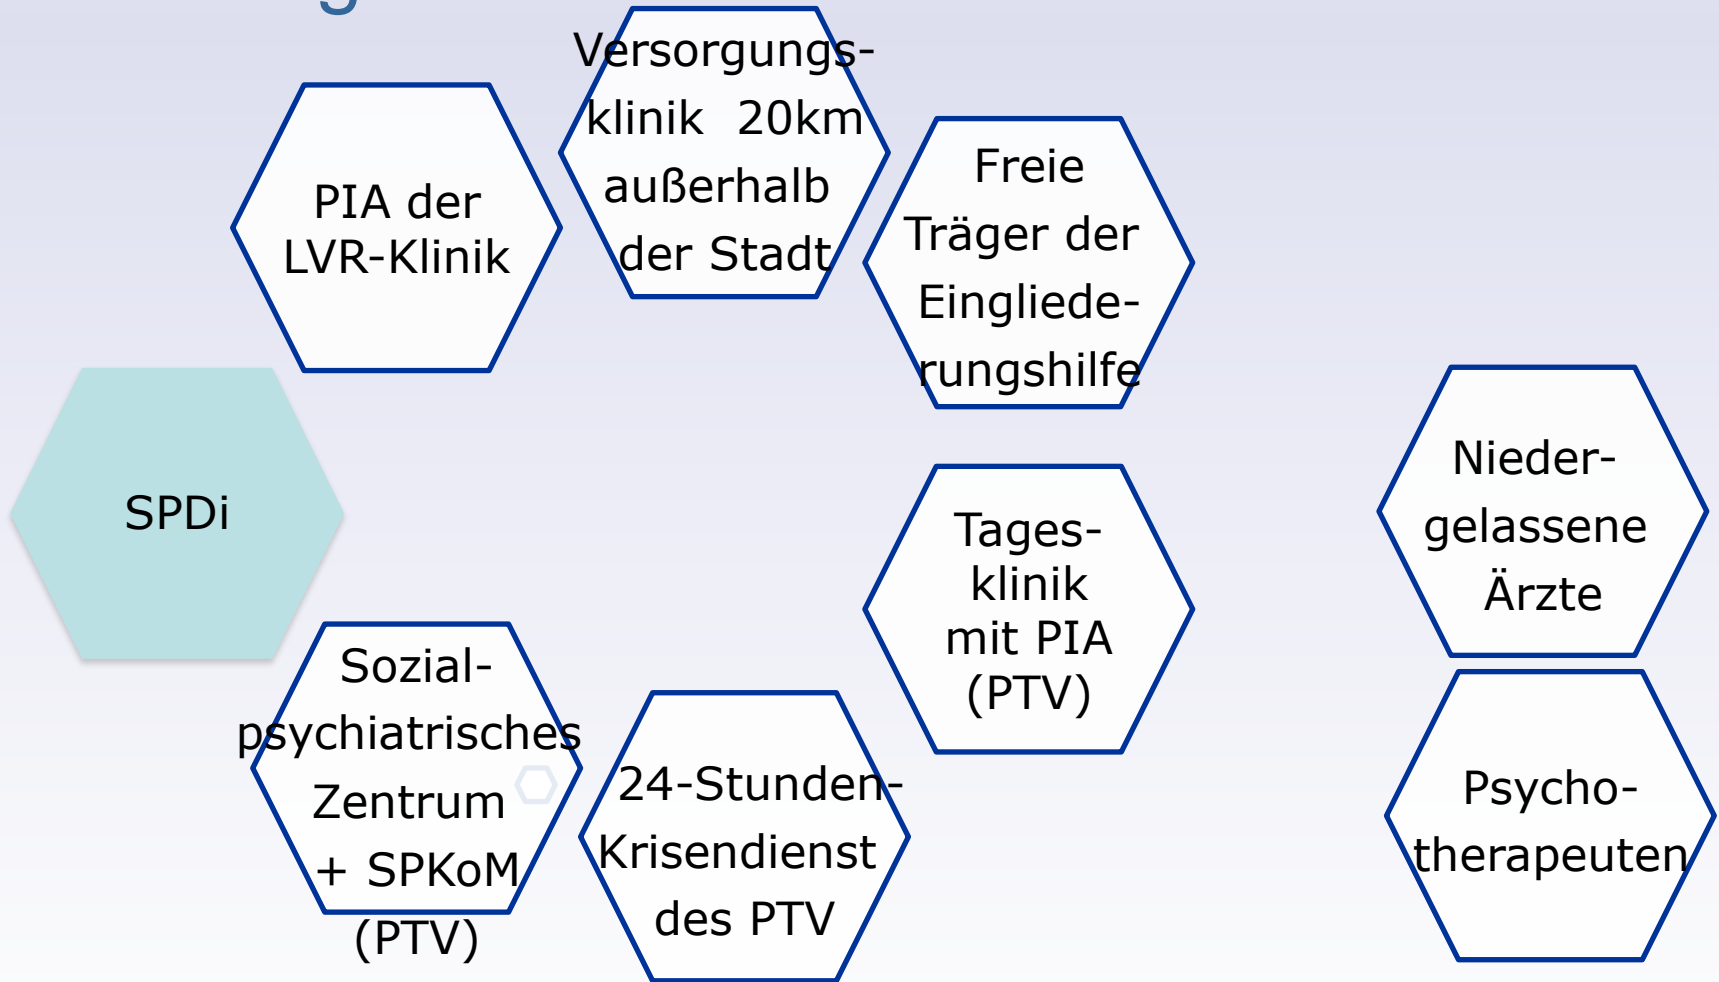 g
Versorgungs-
klinik 20km
außerhalb
der Stadt
PIA der
LVR-Klinik
Freie
Träger der
Eingliede-
rungshilfe
SPDi
Nieder-
gelassene
Ärzte
Tages-
klinik
mit PIA
(PTV)
Sozial-
psychiatrisches
Zentrum
+ SPKoM
(PTV)
24-Stunden-
Krisendienst
des PTV
Psycho-
therapeuten